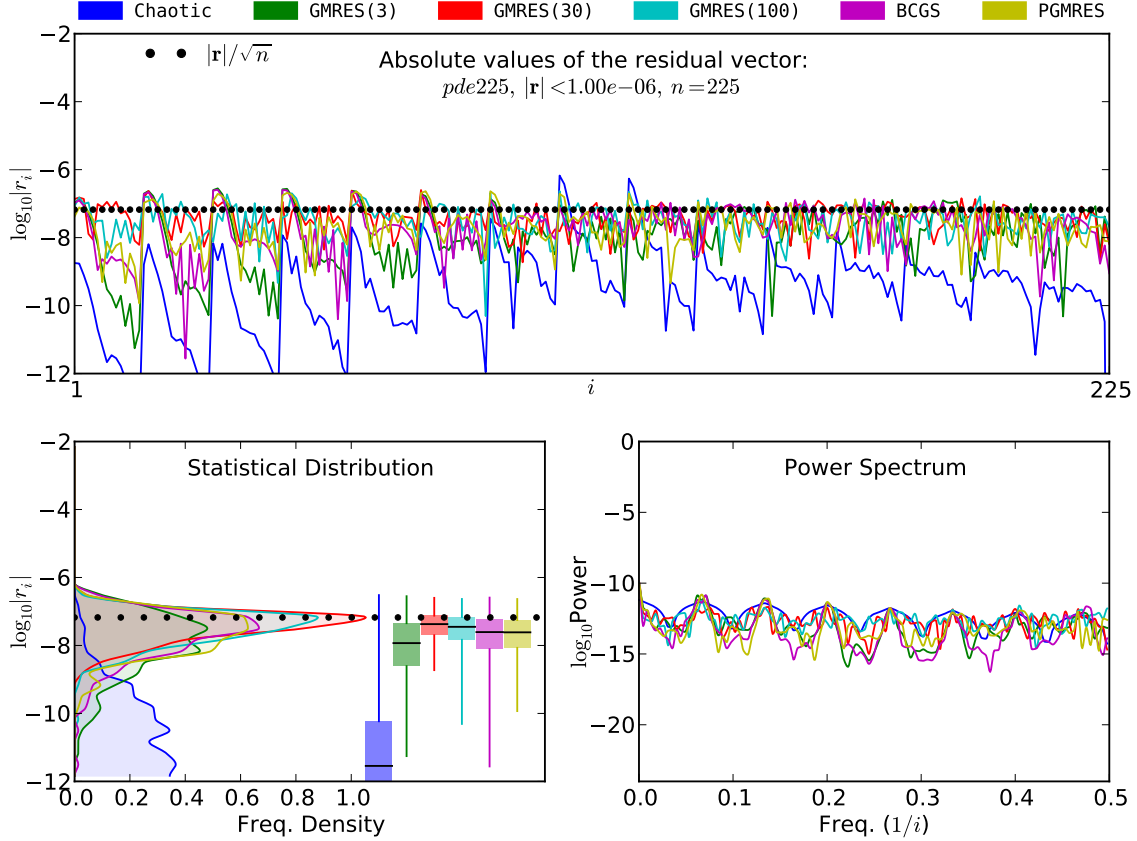 Chaotic GMRES(3) GMRES(30) GMRES(100) BCGS PGMRES
−2
|r|/√n
Absolute values of the residual vector:
pde225, |r| <1.00e−06, n=225
−4
−6
−8
−10
−12
log10|ri|
1 i 225
Statistical Distribution
−2
−4
−6
−8
−10
−12
log10|ri|
0.0 0.2 0.4 0.6 0.8 1.0
Freq. Density
Power Spectrum
0
−5
−10
−15
−20
log10Power
0.0 0.1 0.2 0.3 0.4 0.5
Freq. (1/i)